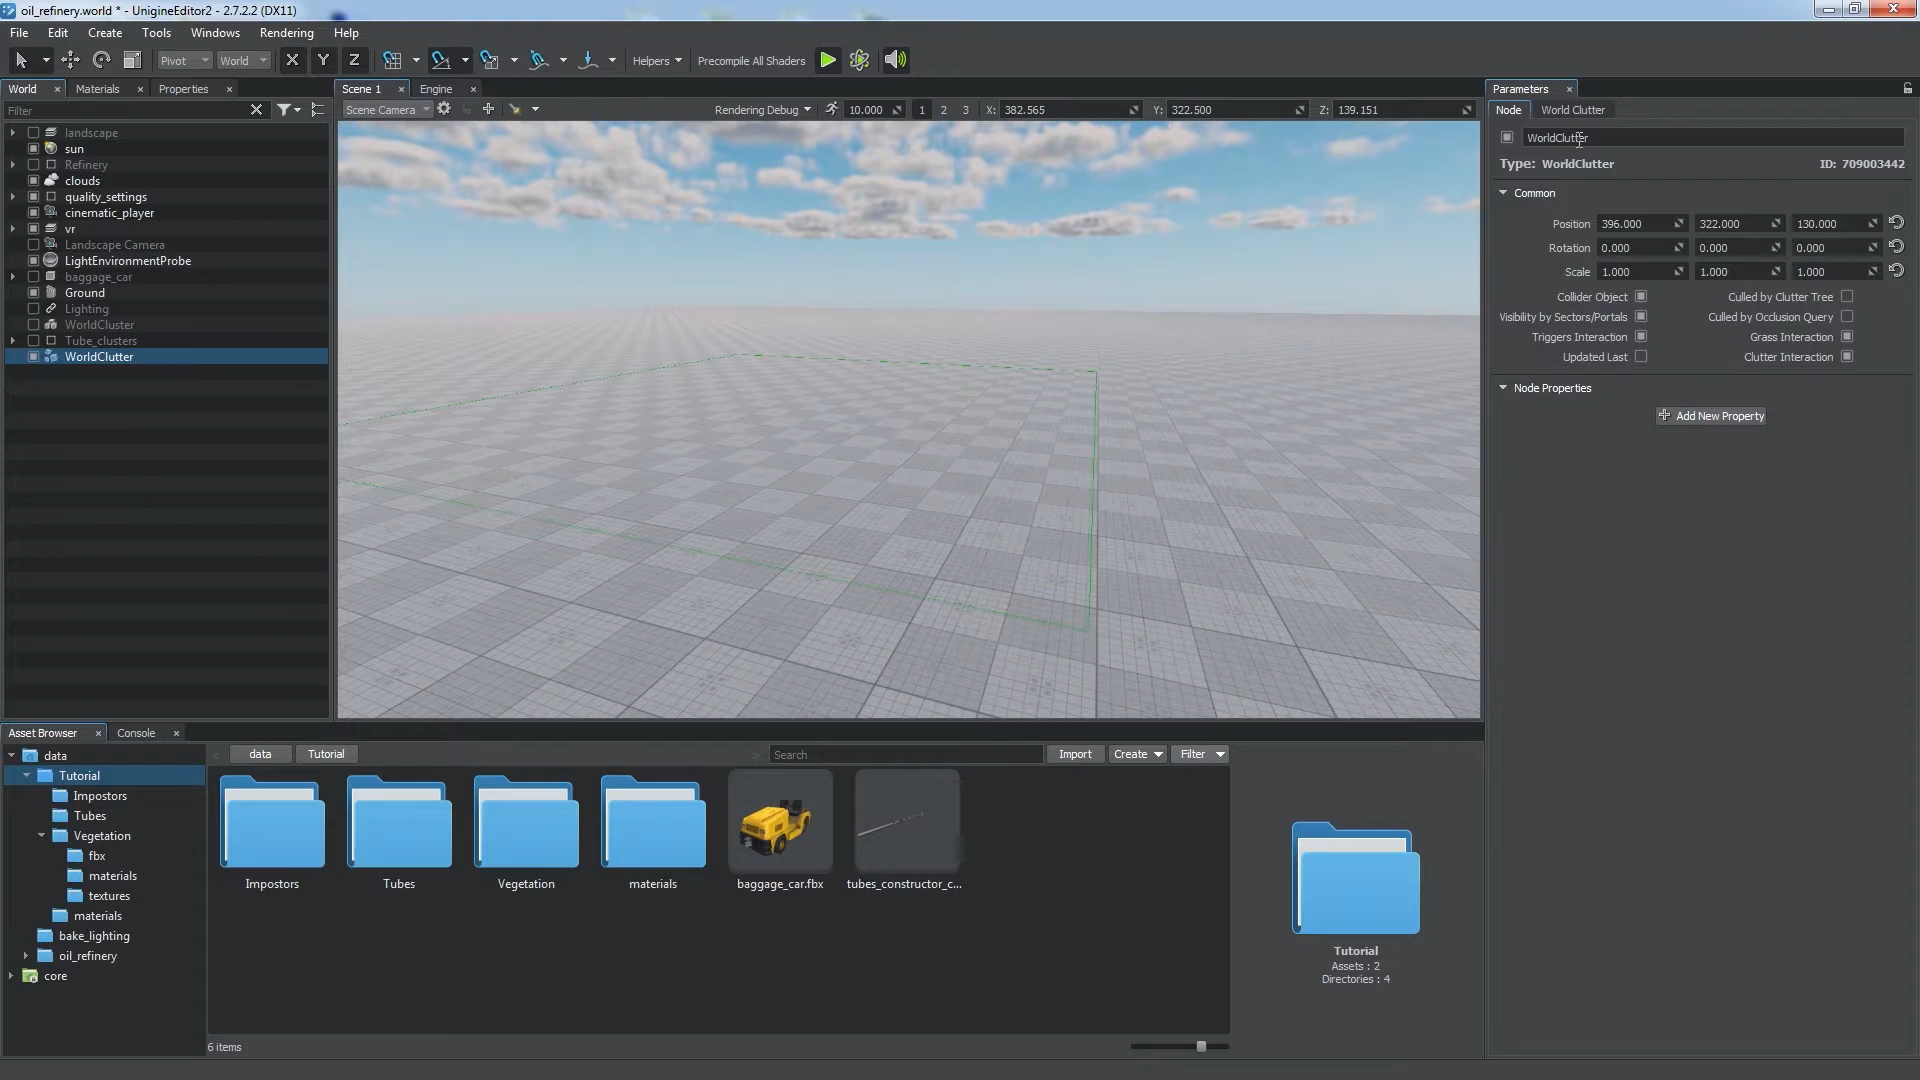 oil_refinery.world * - UnigineEditor2 - 2.7.2.2 (DX11)
File Edit Create Tools Windows Rendering Help
Pivot World X Y Z Helpers Precompile All Shaders
World Materials Properties
Filter
landscape
sun
Refinery
clouds
quality_settings
cinematic_player
vr
Landscape Camera
LightEnvironmentProbe
baggage_car
Ground
Lighting
WorldCluster
Tube_clusters
WorldClutter
Scene 1 Engine
Scene Camera Rendering Debug 10.000 1 2 3 X: 382.565 Y: 322.500 Z: 139.151
Parameters
Node World Clutter
WorldClutter
Type: WorldClutter ID: 709003442
Common
Position 396.000 322.000 130.000
Rotation 0.000 0.000 0.000
Scale 1.000 1.000 1.000
Collider Object Culled by Clutter Tree
Visibility by Sectors/Portals Culled by Occlusion Query
Triggers Interaction Grass Interaction
Updated Last Clutter Interaction
Node Properties
Add New Property
Asset Browser Console
data
Tutorial
Impostors
Tubes
Vegetation
fbx
materials
textures
materials
bake_lighting
oil_refinery
core
data Tutorial Search Import Create Filter
Impostors Tubes Vegetation materials baggage_car.fbx tubes_constructor_c...
Tutorial
Assets : 2
Directories : 4
6 items